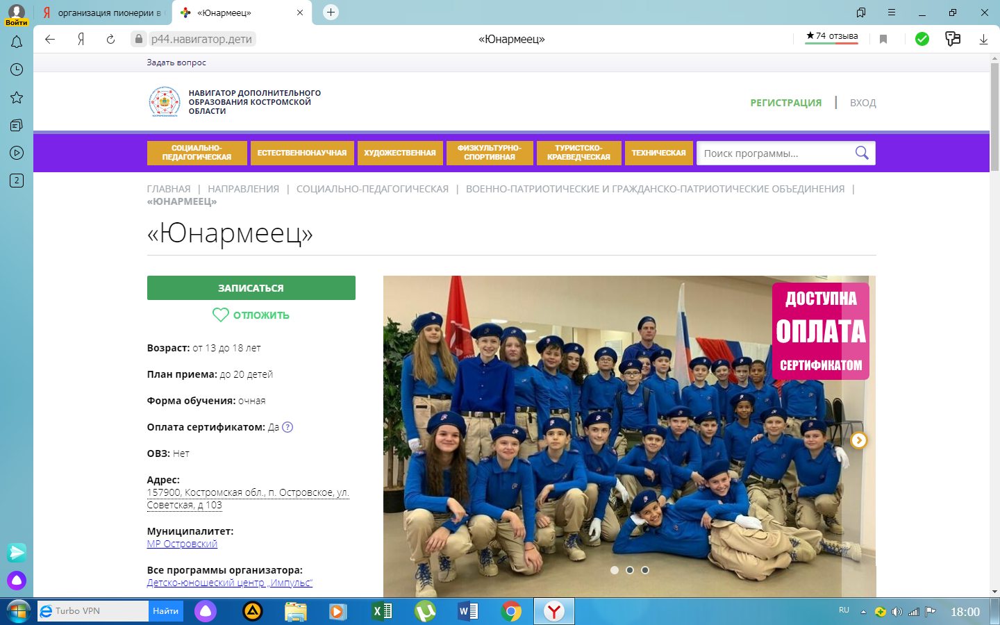 организация пионерии в
«Юнармеец»
Войти
p44.навигатор.дети
«Юнармеец»
★74 отзыва
Задать вопрос
НАВИГАТОР ДОПОЛНИТЕЛЬНОГО
ОБРАЗОВАНИЯ КОСТРОМСКОЙ
ОБЛАСТИ
РЕГИСТРАЦИЯ | ВХОД
СОЦИАЛЬНО-
ПЕДАГОГИЧЕСКАЯ
ЕСТЕСТВЕННОНАУЧНАЯ
ХУДОЖЕСТВЕННАЯ
ФИЗКУЛЬТУРНО-
СПОРТИВНАЯ
ТУРИСТСКО-
КРАЕВЕДЧЕСКАЯ
ТЕХНИЧЕСКАЯ
Поиск программы...
2
ГЛАВНАЯ | НАПРАВЛЕНИЯ | СОЦИАЛЬНО-ПЕДАГОГИЧЕСКАЯ | ВОЕННО-ПАТРИОТИЧЕСКИЕ И ГРАЖДАНСКО-ПАТРИОТИЧЕСКИЕ ОБЪЕДИНЕНИЯ |
«ЮНАРМЕЕЦ»
«Юнармеец»
ЗАПИСАТЬСЯ
ОТЛОЖИТЬ
Возраст: от 13 до 18 лет
План приема: до 20 детей
Форма обучения: очная
Оплата сертификатом: Да ?
ОВЗ: Нет
Адрес:
157900, Костромская обл., п. Островское, ул.
Советская, д 103
Муниципалитет:
МР Островский
Все программы организатора:
Детско-юношеский центр „Импульс“
ДОСТУПНА
ОПЛАТА
СЕРТИФИКАТОМ
Turbo VPN
Найти
RU
18:00